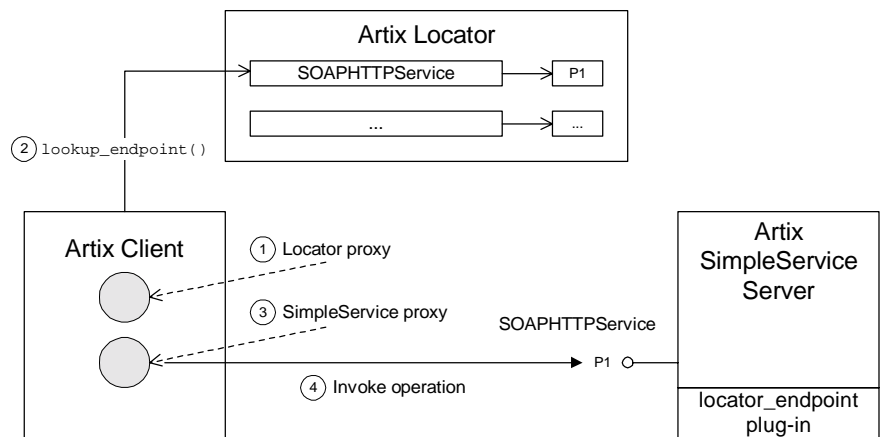 Artix Locator
SOAPHTTPService
P1
...
...
2 lookup_endpoint()
Artix Client
1 Locator proxy
3 SimpleService proxy
4 Invoke operation
SOAPHTTPService
P1
Artix
SimpleService
Server
locator_endpoint
plug-in